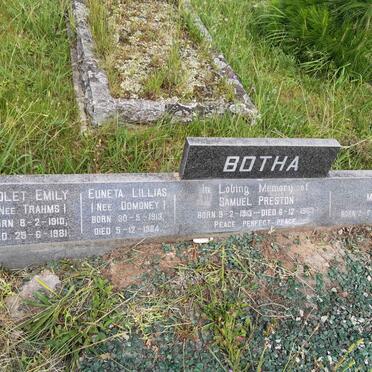 BOTHA
OLET EMILY
(NEE TRAHMS)
BORN 8-2-1910
25-6-1981
EUNETA LILLIAS
(NEE DOMONEY)
BORN 30-5-1913
DIED 5-12-1984
In Loving Memory of
SAMUEL PRESTON
BORN 9-2-1913—DIED 6-12-
PEACE PERFECT PEACE
M